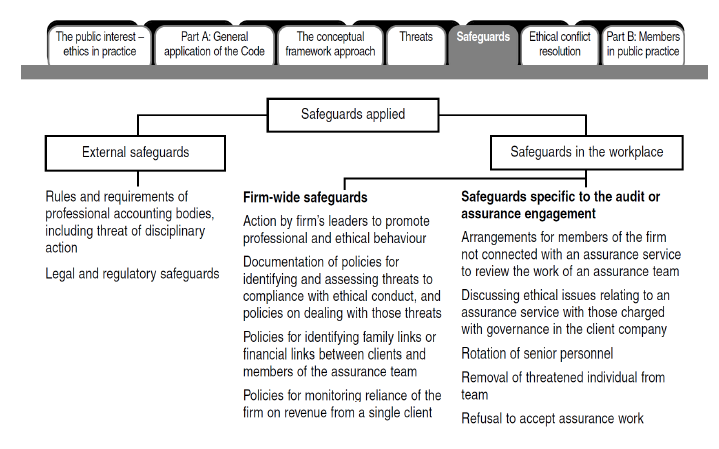 The public interest –
ethics in practice
Part A: General
application of the Code
The conceptual
framework approach
Threats
Safeguards
Ethical conflict
resolution
Part B: Members
in public practice
Safeguards applied
External safeguards
Safeguards in the workplace
Rules and requirements of
professional accounting bodies,
including threat of disciplinary
action
Legal and regulatory safeguards
Firm-wide safeguards
Action by firm's leaders to promote
professional and ethical behaviour
Documentation of policies for
identifying and assessing threats to
compliance with ethical conduct, and
policies on dealing with those threats
Policies for identifying family links or
financial links between clients and
members of the assurance team
Policies for monitoring reliance of the
firm on revenue from a single client
Safeguards specific to the audit or
assurance engagement
Arrangements for members of the firm
not connected with an assurance service
to review the work of an assurance team
Discussing ethical issues relating to an
assurance service with those charged
with governance in the client company
Rotation of senior personnel
Removal of threatened individual from
team
Refusal to accept assurance work